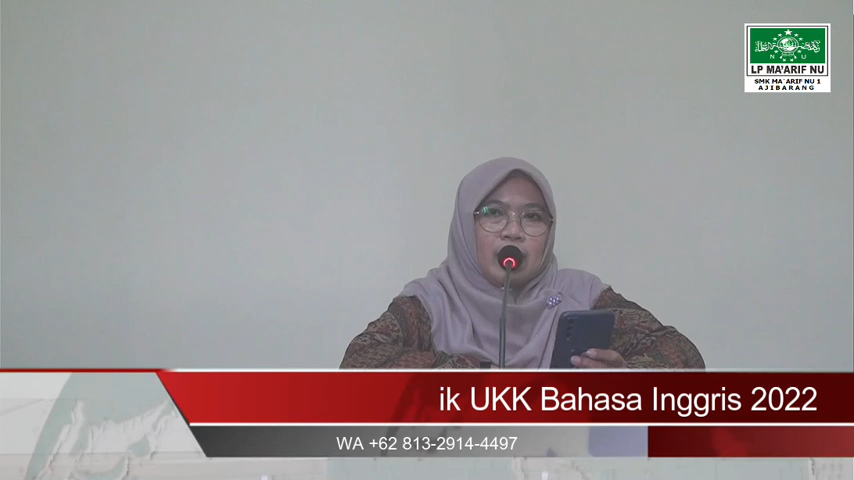 N U
LP MA'ARIF NU
SMK MA`ARIF NU 1
AJIBARANG
ik UKK Bahasa Inggris 2022
WA +62 813-2914-4497